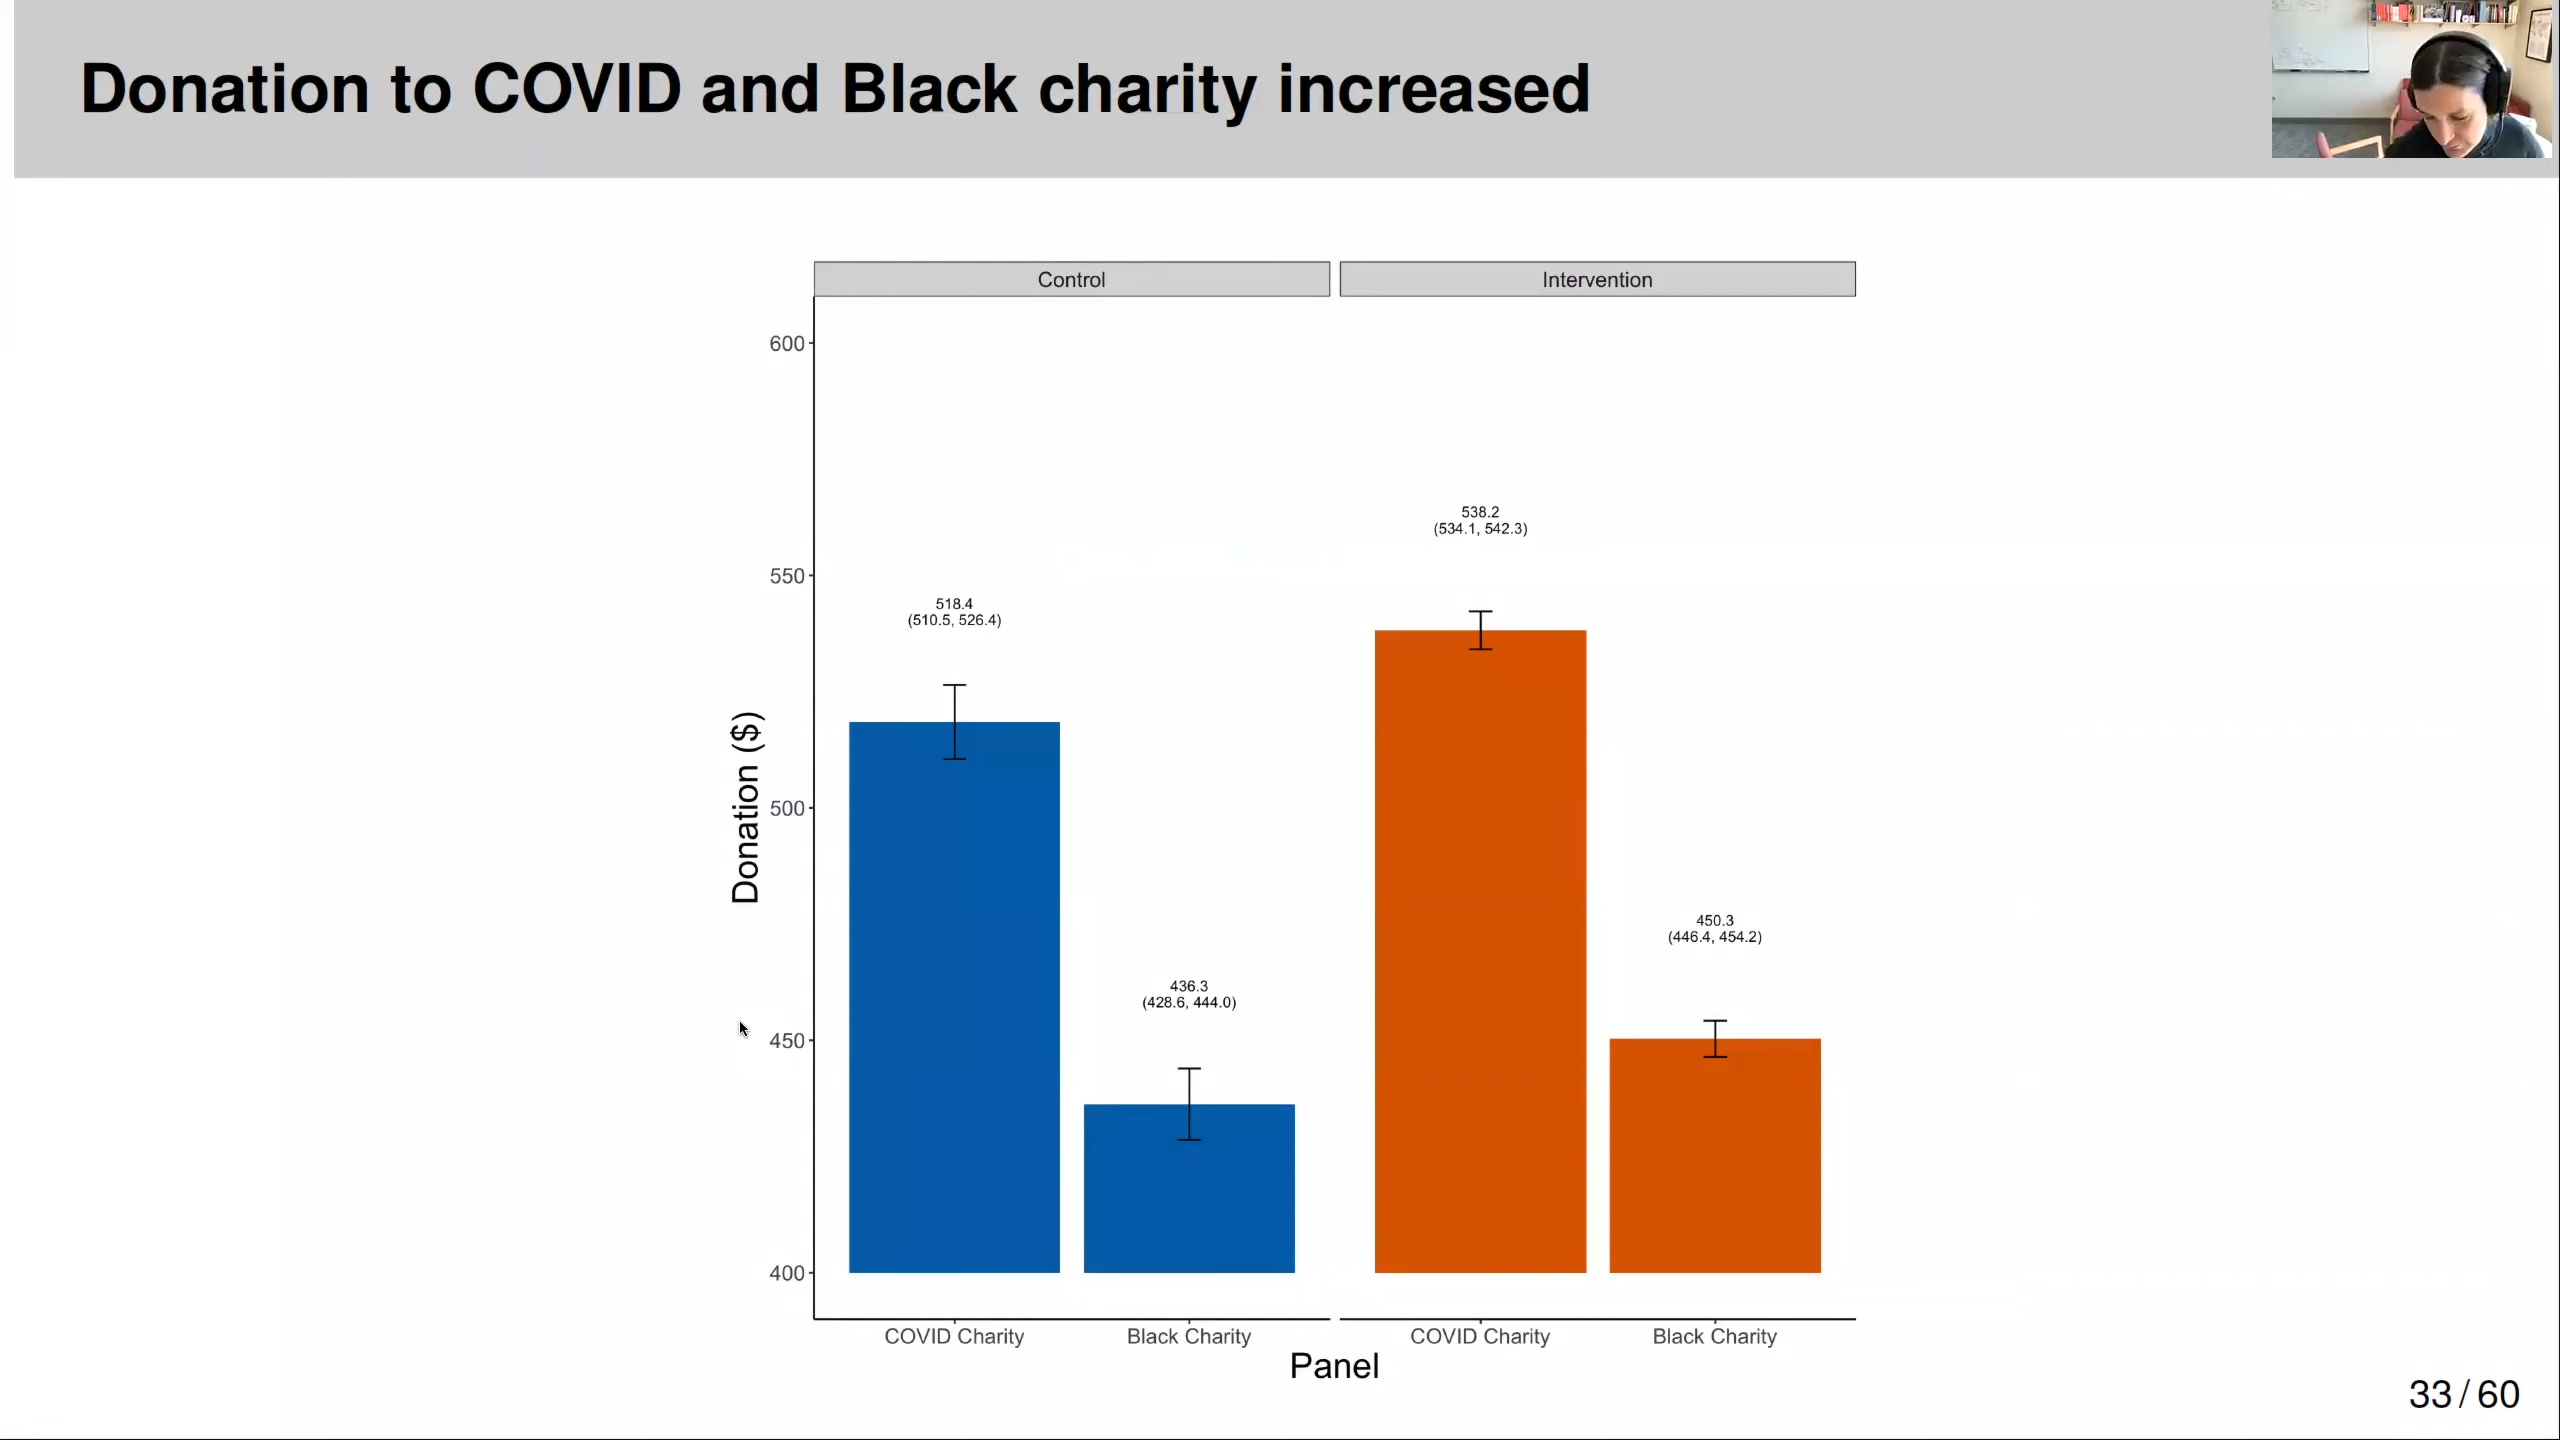 Donation to COVID and Black charity increased
Control
Intervention
600
550
500
450
400
Donation ($)
518.4
(510.5, 526.4)
436.3
(428.6, 444.0)
538.2
(534.1, 542.3)
450.3
(446.4, 454.2)
COVID Charity
Black Charity
COVID Charity
Black Charity
Panel
33 / 60